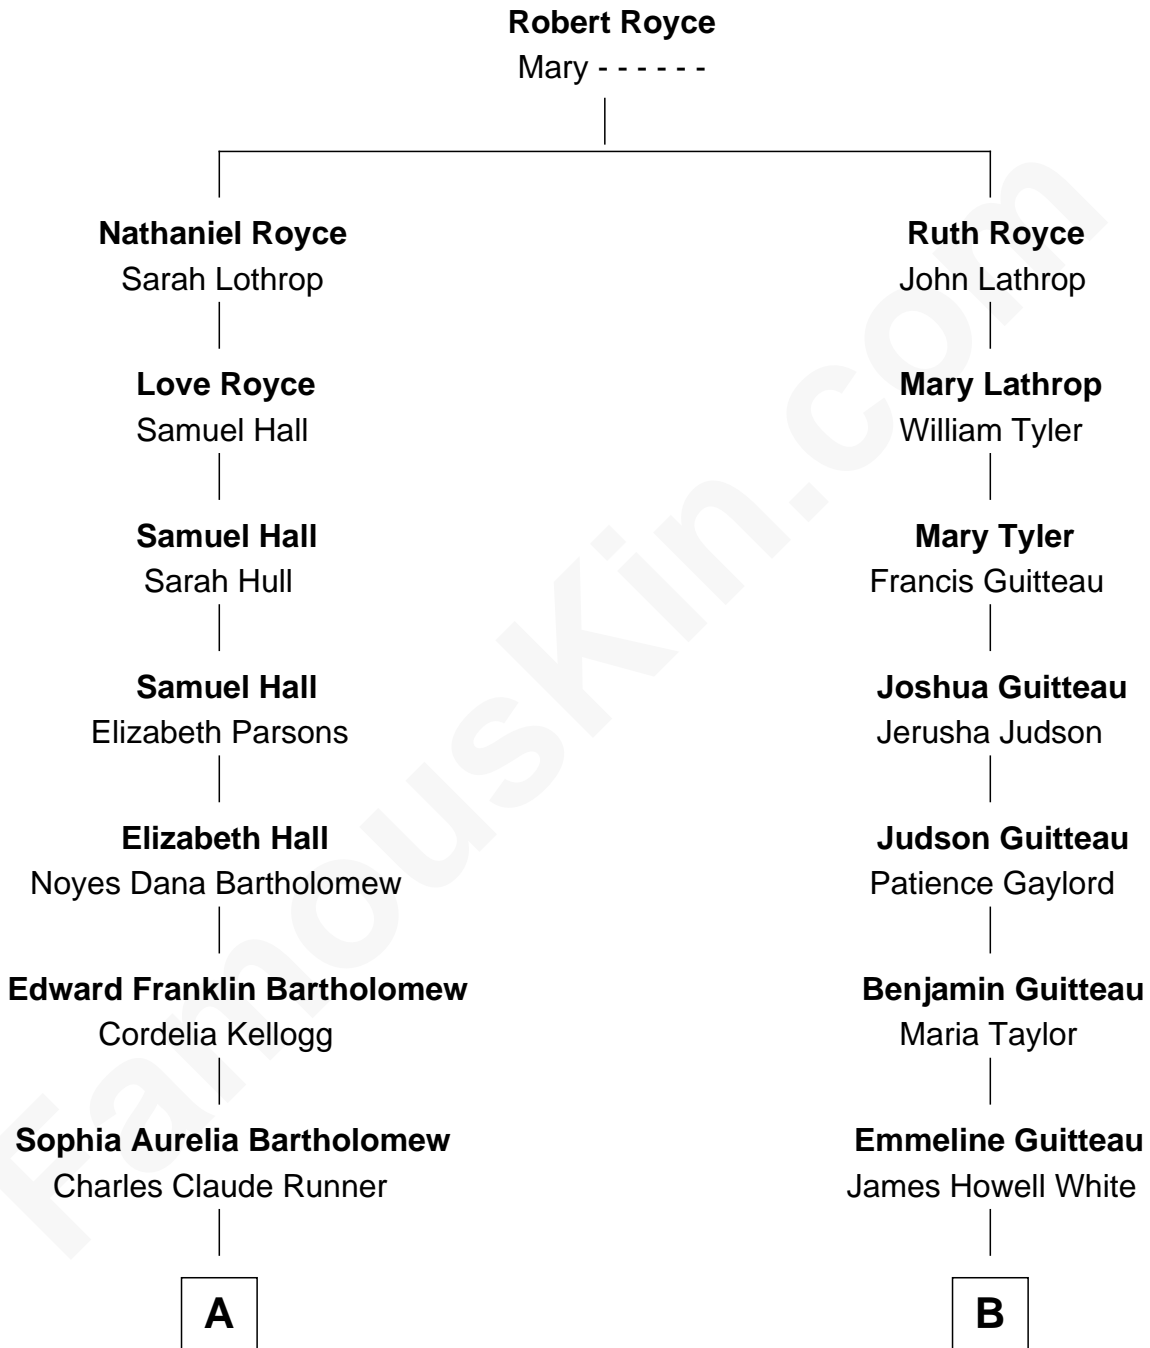 Robert Royce
Mary - - - - - -
Nathaniel Royce
Sarah Lothrop
Ruth Royce
John Lathrop
Love Royce
Samuel Hall
Mary Lathrop
William Tyler
Samuel Hall
Sarah Hull
Mary Tyler
Francis Guitteau
Samuel Hall
Elizabeth Parsons
Joshua Guitteau
Jerusha Judson
Elizabeth Hall
Noyes Dana Bartholomew
Judson Guitteau
Patience Gaylord
Edward Franklin Bartholomew
Cordelia Kellogg
Benjamin Guitteau
Maria Taylor
Sophia Aurelia Bartholomew
Charles Claude Runner
Emmeline Guitteau
James Howell White
A
B
FamousKin.com